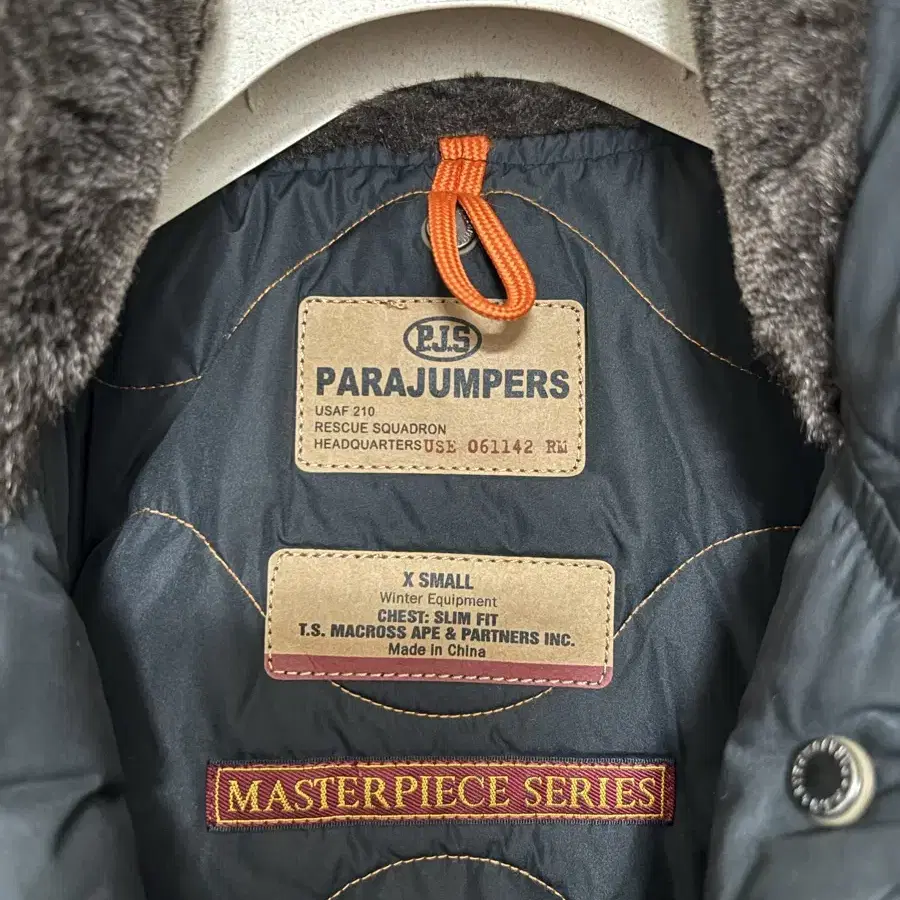 P.J.S
PARAJUMPERS
USAF 210
RESCUE SQUADRON
HEADQUARTERS USE 061142 RM
X SMALL
Winter Equipment
CHEST: SLIM FIT
T.S. MACROSS APE & PARTNERS INC.
Made in China
MASTERPIECE SERIES